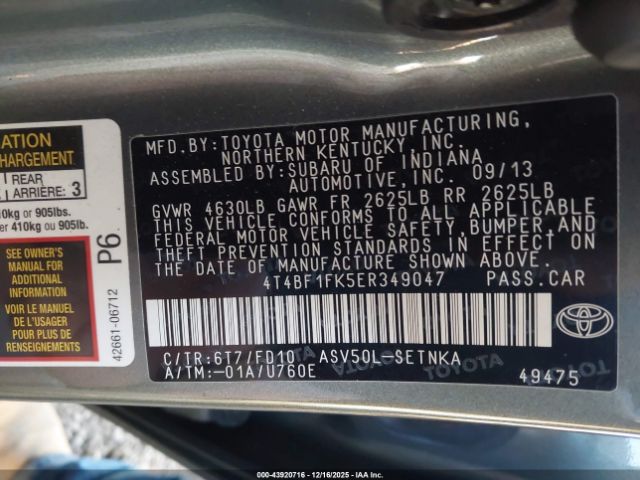 ATION
HARGEMENT
REAR
ARRIÈRE: 3
0kg or 905lbs.
er 410kg ou 905lb.
SEE OWNER'S
MANUAL FOR
ADDITIONAL
INFORMATION
VOIR LE MANUEL
DE L'USAGER
POUR PLUS DE
RENSEIGNEMENTS
P6
42661-06712
MFD.BY:TOYOTA MOTOR MANUFACTURING,
NORTHERN KENTUCKY, INC.
ASSEMBLED BY:SUBARU OF INDIANA
AUTOMOTIVE,INC. 09/13
GVWR 4630LB GAWR FR 2625LB RR 2625LB
THIS VEHICLE CONFORMS TO ALL APPLICABLE
FEDERAL MOTOR VEHICLE SAFETY,BUMPER,AND
THEFT PREVENTION STANDARDS IN EFFECT ON
THE DATE OF MANUFACTURE SHOWN ABOVE.
4T4BF1FK5ER349047 PASS.CAR
C/TR:6T7/FD10 ASV50L-SETNKA
A/TM:-01A/U760E 49475
TOYOTA
00-43920716 - 12/16/2025 - IAAI.COM